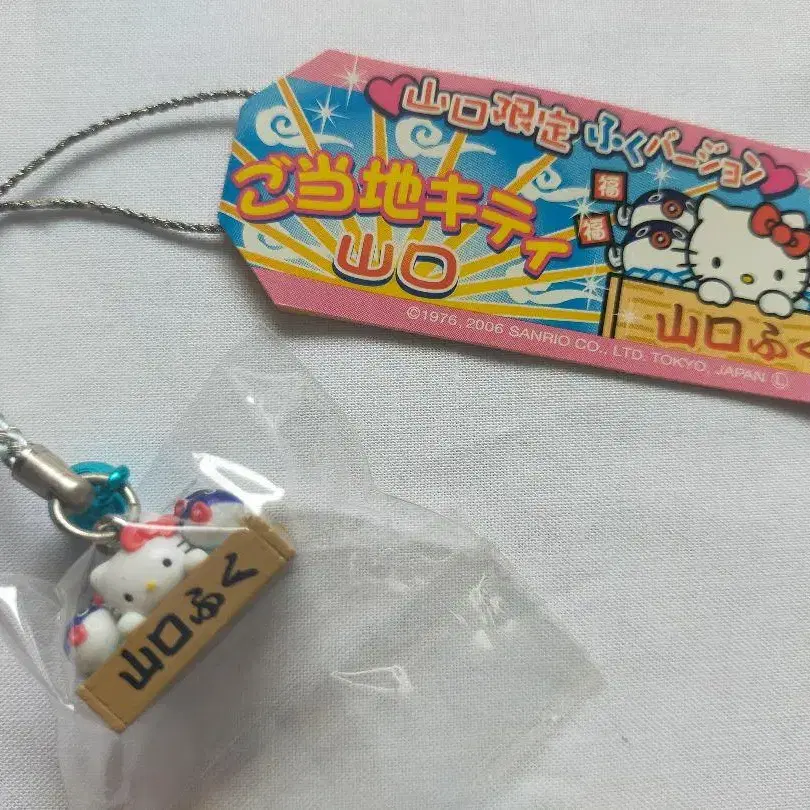 山口限定 ふくバージョン
ご当地キティ
山口
福
福
山口ふく
©1976, 2006 SANRIO CO., LTD. TOKYO, JAPAN Ⓛ
山口ふく